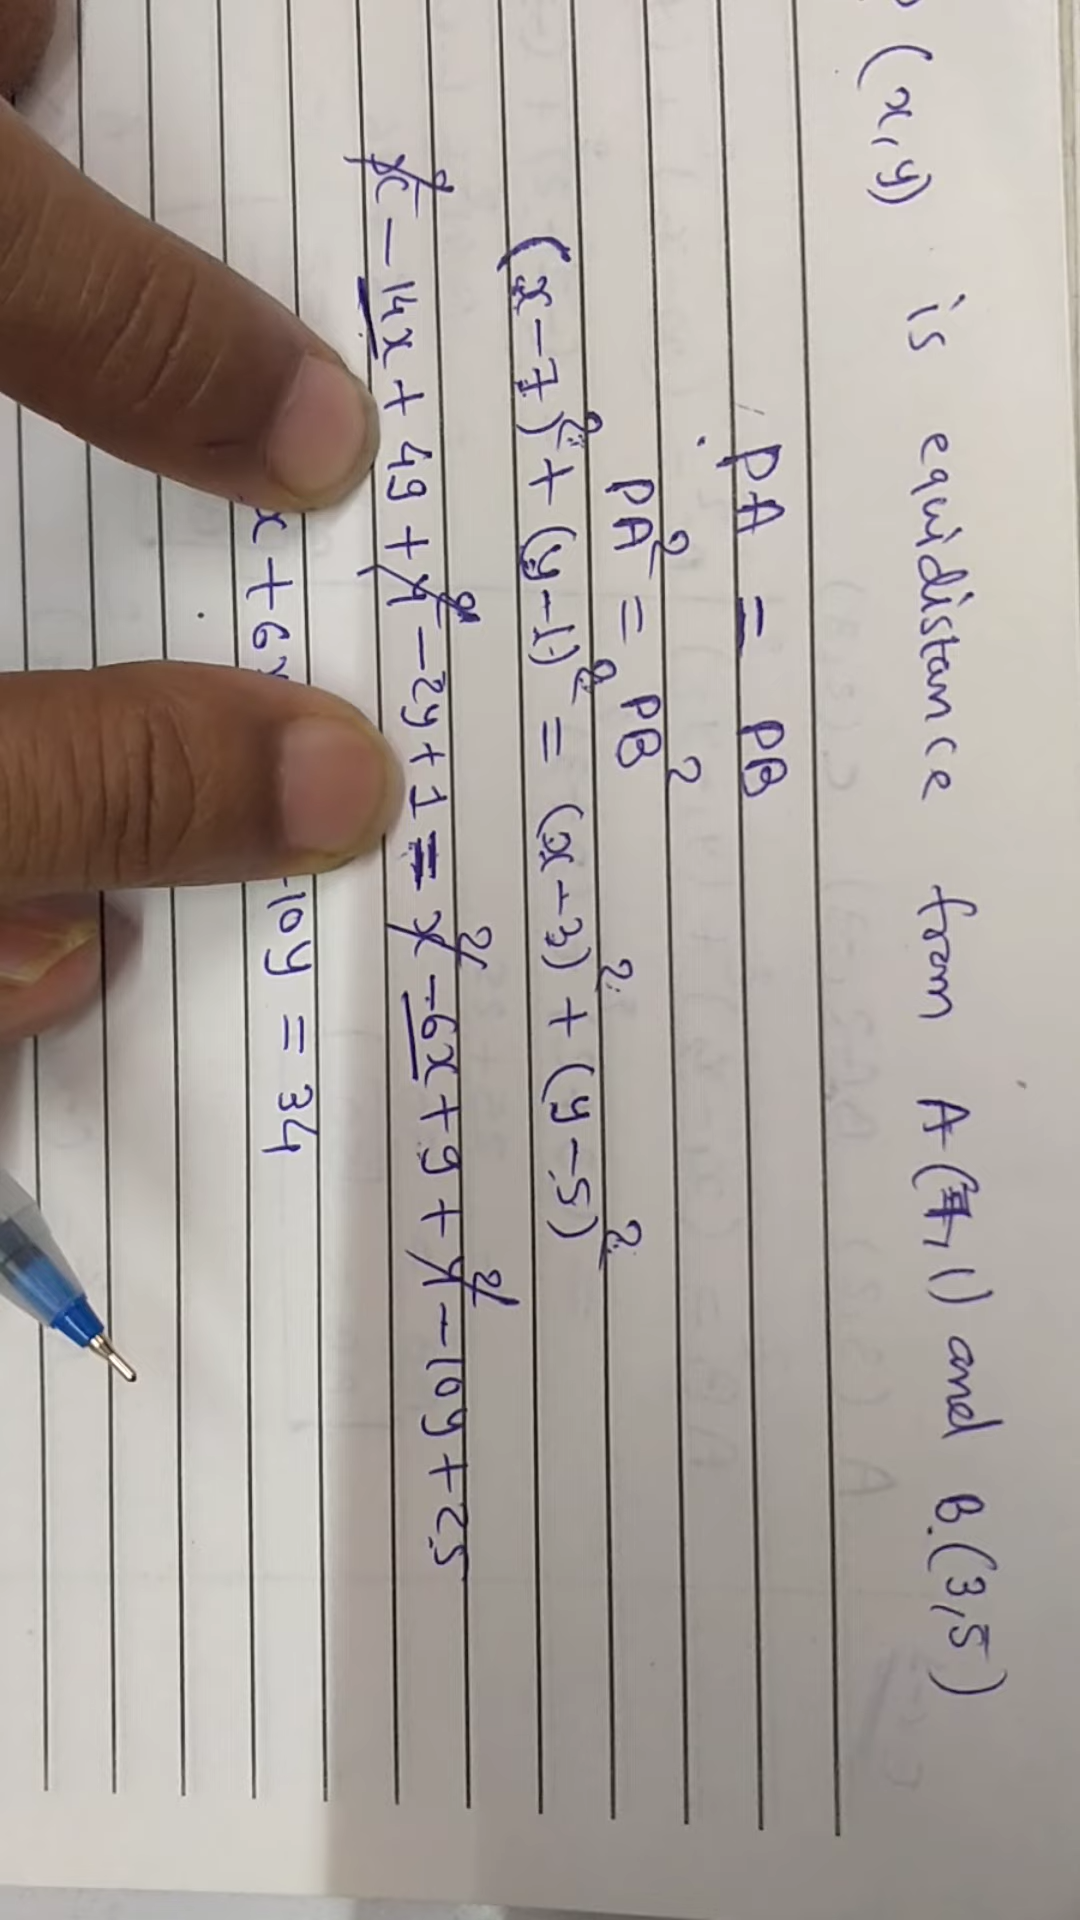 (x,y) is equidistance from A(7,1) and B.(3,5)
PA = PB
PA² = PB²
(x-7)² + (y-1)² = (x-3)² + (y-5)²
x² - 14x + 49 + y² - 2y + 1 = x² - 6x + 9 + y² - 10y + 25
x + 6x -10y = 34